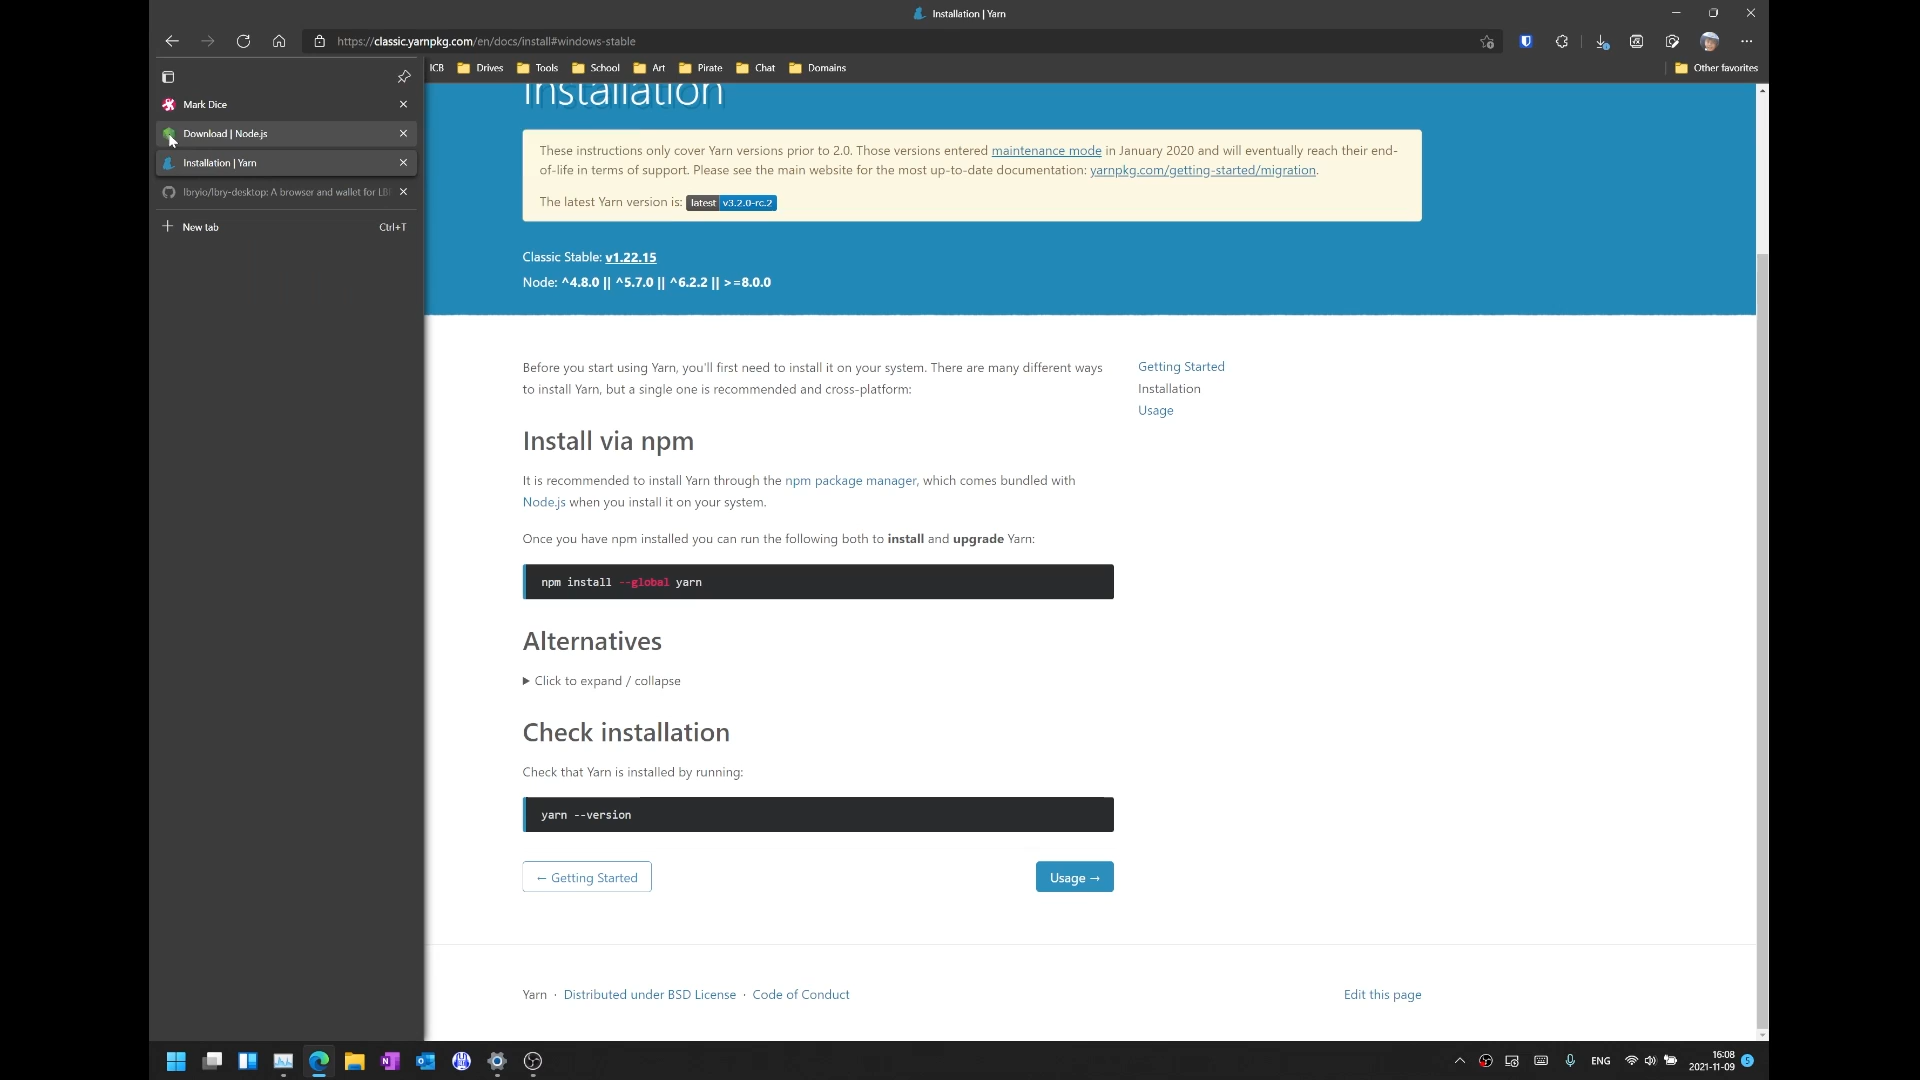 Installation | Yarn
https://classic.yarnpkg.com/en/docs/install#windows-stable
ICB Drives Tools School Art Pirate Chat Domains Other favorites
Mark Dice
Download | Node.js
Installation | Yarn
lbryio/lbry-desktop: A browser and wallet for LB
New tab Ctrl+T
Installation
These instructions only cover Yarn versions prior to 2.0. Those versions entered maintenance mode in January 2020 and will eventually reach their end-
of-life in terms of support. Please see the main website for the most up-to-date documentation: yarnpkg.com/getting-started/migration.
The latest Yarn version is: latest v3.2.0-rc.2
Classic Stable: v1.22.15
Node: ^4.8.0 || ^5.7.0 || ^6.2.2 || >=8.0.0
Before you start using Yarn, you'll first need to install it on your system. There are many different ways
to install Yarn, but a single one is recommended and cross-platform:
Getting Started
Installation
Usage
Install via npm
It is recommended to install Yarn through the npm package manager, which comes bundled with
Node.js when you install it on your system.
Once you have npm installed you can run the following both to install and upgrade Yarn:
npm install --global yarn
Alternatives
Click to expand / collapse
Check installation
Check that Yarn is installed by running:
yarn --version
← Getting Started
Usage →
Yarn · Distributed under BSD License · Code of Conduct
Edit this page
ENG
16:08
2021-11-09
5